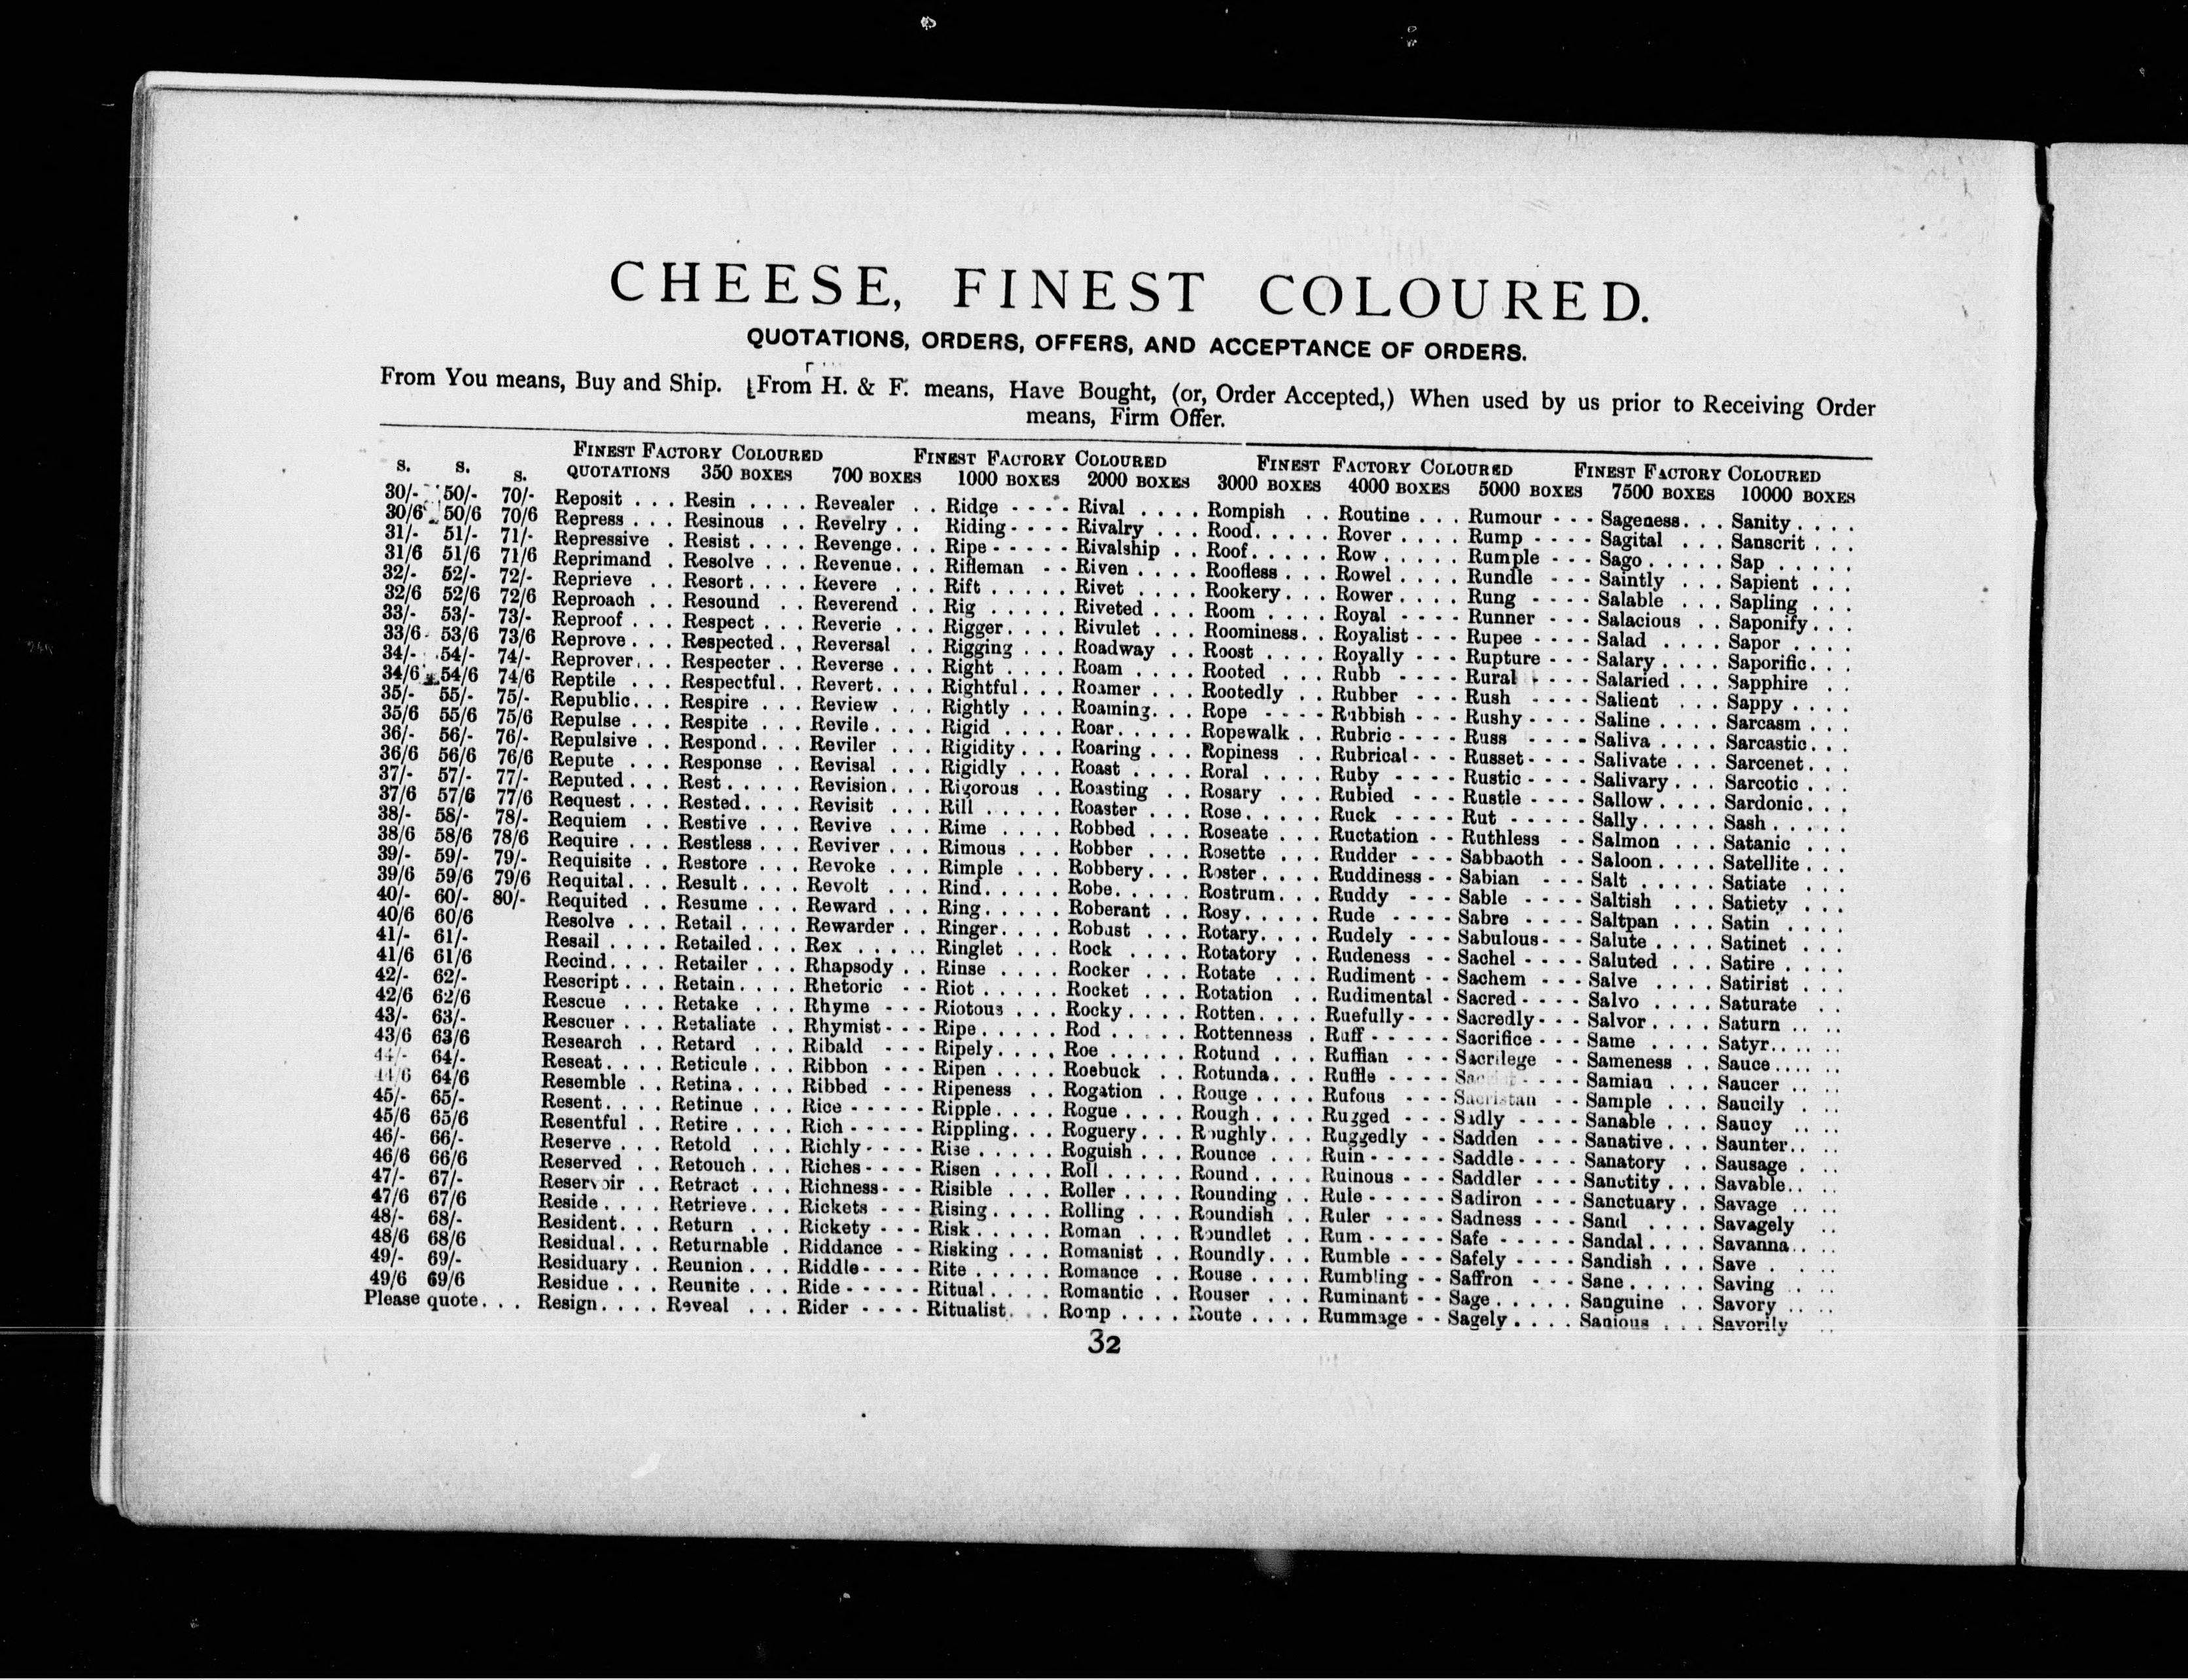 CHEESE, FINEST COLOURED.
QUOTATIONS, ORDERS, OFFERS, AND ACCEPTANCE OF ORDERS.
From You means, Buy and Ship. [From H. & F. means, Have Bought, (or, Order Accepted,) When used by us prior to Receiving Order
means, Firm Offer.
FINEST FACTORY COLOURED FINEST FACTORY COLOURED FINEST FACTORY COLOURED FINEST FACTORY COLOURED
s. s. s. QUOTATIONS 350 BOXES 700 BOXES 1000 BOXES 2000 BOXES 3000 BOXES 4000 BOXES 5000 BOXES 7500 BOXES 10000 BOXES
30/- 50/- 70/- Reposit Resin Revealer Ridge Rival Rompish Routine Rumour Sageness Sanity
30/6 50/6 70/6 Repress Resinous Revelry Riding Rivalry Rood Rover Rump Sagital Sanscrit
31/- 51/- 71/- Repressive Resist Revenge Ripe Rivalship Roof Row Rumple Sago Sap
31/6 51/6 71/6 Reprimand Resolve Revenue Rifleman Riven Roofless Rowel Rundle Saintly Sapient
32/- 52/- 72/- Reprieve Resort Revere Rift Rivet Rookery Rower Rung Salable Sapling
32/6 52/6 72/6 Reproach Resound Reverend Rig Riveted Room Royal Runner Salacious Saponify
33/- 53/- 73/- Reproof Respect Reverie Rigger Rivulet Roominess Royalist Rupee Salad Sapor
33/6 53/6 73/6 Reprove Respected Reversal Rigging Roadway Roost Royally Rupture Salary Saporific
34/- 54/- 74/- Reprover Respecter Reverse Right Roam Rooted Rubb Rural Salaried Sapphire
34/6 54/6 74/6 Reptile Respectful Revert Rightful Roamer Rootedly Rubber Rush Salient Sappy
35/- 55/- 75/- Republic Respire Review Rightly Roaming Rope Rubbish Rushy Saline Sarcasm
35/6 55/6 75/6 Repulse Respite Revile Rigid Roar Ropewalk Rubric Russ Saliva Sarcastic
36/- 56/- 76/- Repulsive Respond Reviler Rigidity Roaring Ropiness Rubrical Russet Salivate Sarcenet
36/6 56/6 76/6 Repute Response Revisal Rigidly Roast Roral Ruby Rustic Salivary Sarcotic
37/- 57/- 77/- Reputed Rest Revision Rigorous Roasting Rosary Rubied Rustle Sallow Sardonic
37/6 57/6 77/6 Request Rested Revisit Rill Roaster Rose Ruck Rut Sally Sash
38/- 58/- 78/- Requiem Restive Revive Rime Robbed Roseate Ructation Ruthless Salmon Satanic
38/6 58/6 78/6 Require Restless Reviver Rimous Robber Rosette Rudder Sabbaoth Saloon Satellite
39/- 59/- 79/- Requisite Restore Revoke Rimple Robbery Roster Ruddiness Sabian Salt Satiate
39/6 59/6 79/6 Requital Result Revolt Rind Robe Rostrum Ruddy Sable Saltish Satiety
40/- 60/- 80/- Requited Resume Reward Ring Roberant Rosy Rude Sabre Saltpan Satin
40/6 60/6 Resolve Retail Rewarder Ringer Robust Rotary Rudely Sabulous Salute Satinet
41/- 61/- Resail Retailed Rex Ringlet Rock Rotatory Rudeness Sachel Saluted Satire
41/6 61/6 Recind Retailer Rhapsody Rinse Rocker Rotate Rudiment Sachem Salve Satirist
42/- 62/- Rescript Retain Rhetoric Riot Rocket Rotation Rudimental Sacred Salvo Saturate
42/6 62/6 Rescue Retake Rhyme Riotous Rocky Rotten Ruefully Sacredly Salvor Saturn
43/- 63/- Rescuer Retaliate Rhymist Ripe Rod Rottenness Ruff Sacrifice Same Satyr
43/6 63/6 Research Retard Ribald Ripely Roe Rotund Ruffian Sacrilege Sameness Sauce
44/- 64/- Reseat Reticule Ribbon Ripen Roebuck Rotunda Ruffle Samian Saucer
44/6 64/6 Resemble Retina Ribbed Ripeness Rogation Rouge Rufous Sacristan Sample Saucily
45/- 65/- Resent Retinue Rice Ripple Rogue Rough Rugged Sadly Sanable Saucy
45/6 65/6 Resentful Retire Rich Rippling Roguery Roughly Ruggedly Sadden Sanative Saunter
46/- 66/- Reserve Retold Richly Rise Roguish Rounce Ruin Saddle Sanatory Sausage
46/6 66/6 Reserved Retouch Riches Risen Roll Round Ruinous Saddler Sanctity Savable
47/- 67/- Reservoir Retract Richness Risible Roller Rounding Rule Sadiron Sanctuary Savage
47/6 67/6 Reside Retrieve Rickets Rising Rolling Roundish Ruler Sadness Sand Savagely
48/- 68/- Resident Return Rickety Risk Roman Roundlet Rum Safe Sandal Savanna
48/6 68/6 Residual Returnable Riddance Risking Romanist Roundly Rumble Safely Sandish Save
49/- 69/- Residuary Reunion Riddle Rite Romance Rouse Rumbling Saffron Sane Saving
49/6 69/6 Residue Reunite Ride Ritual Romantic Rouser Ruminant Sage Sanguine Savory
Please quote Resign Reveal Rider Ritualist Romp Route Rummage Sagely Sanious Savorily
32